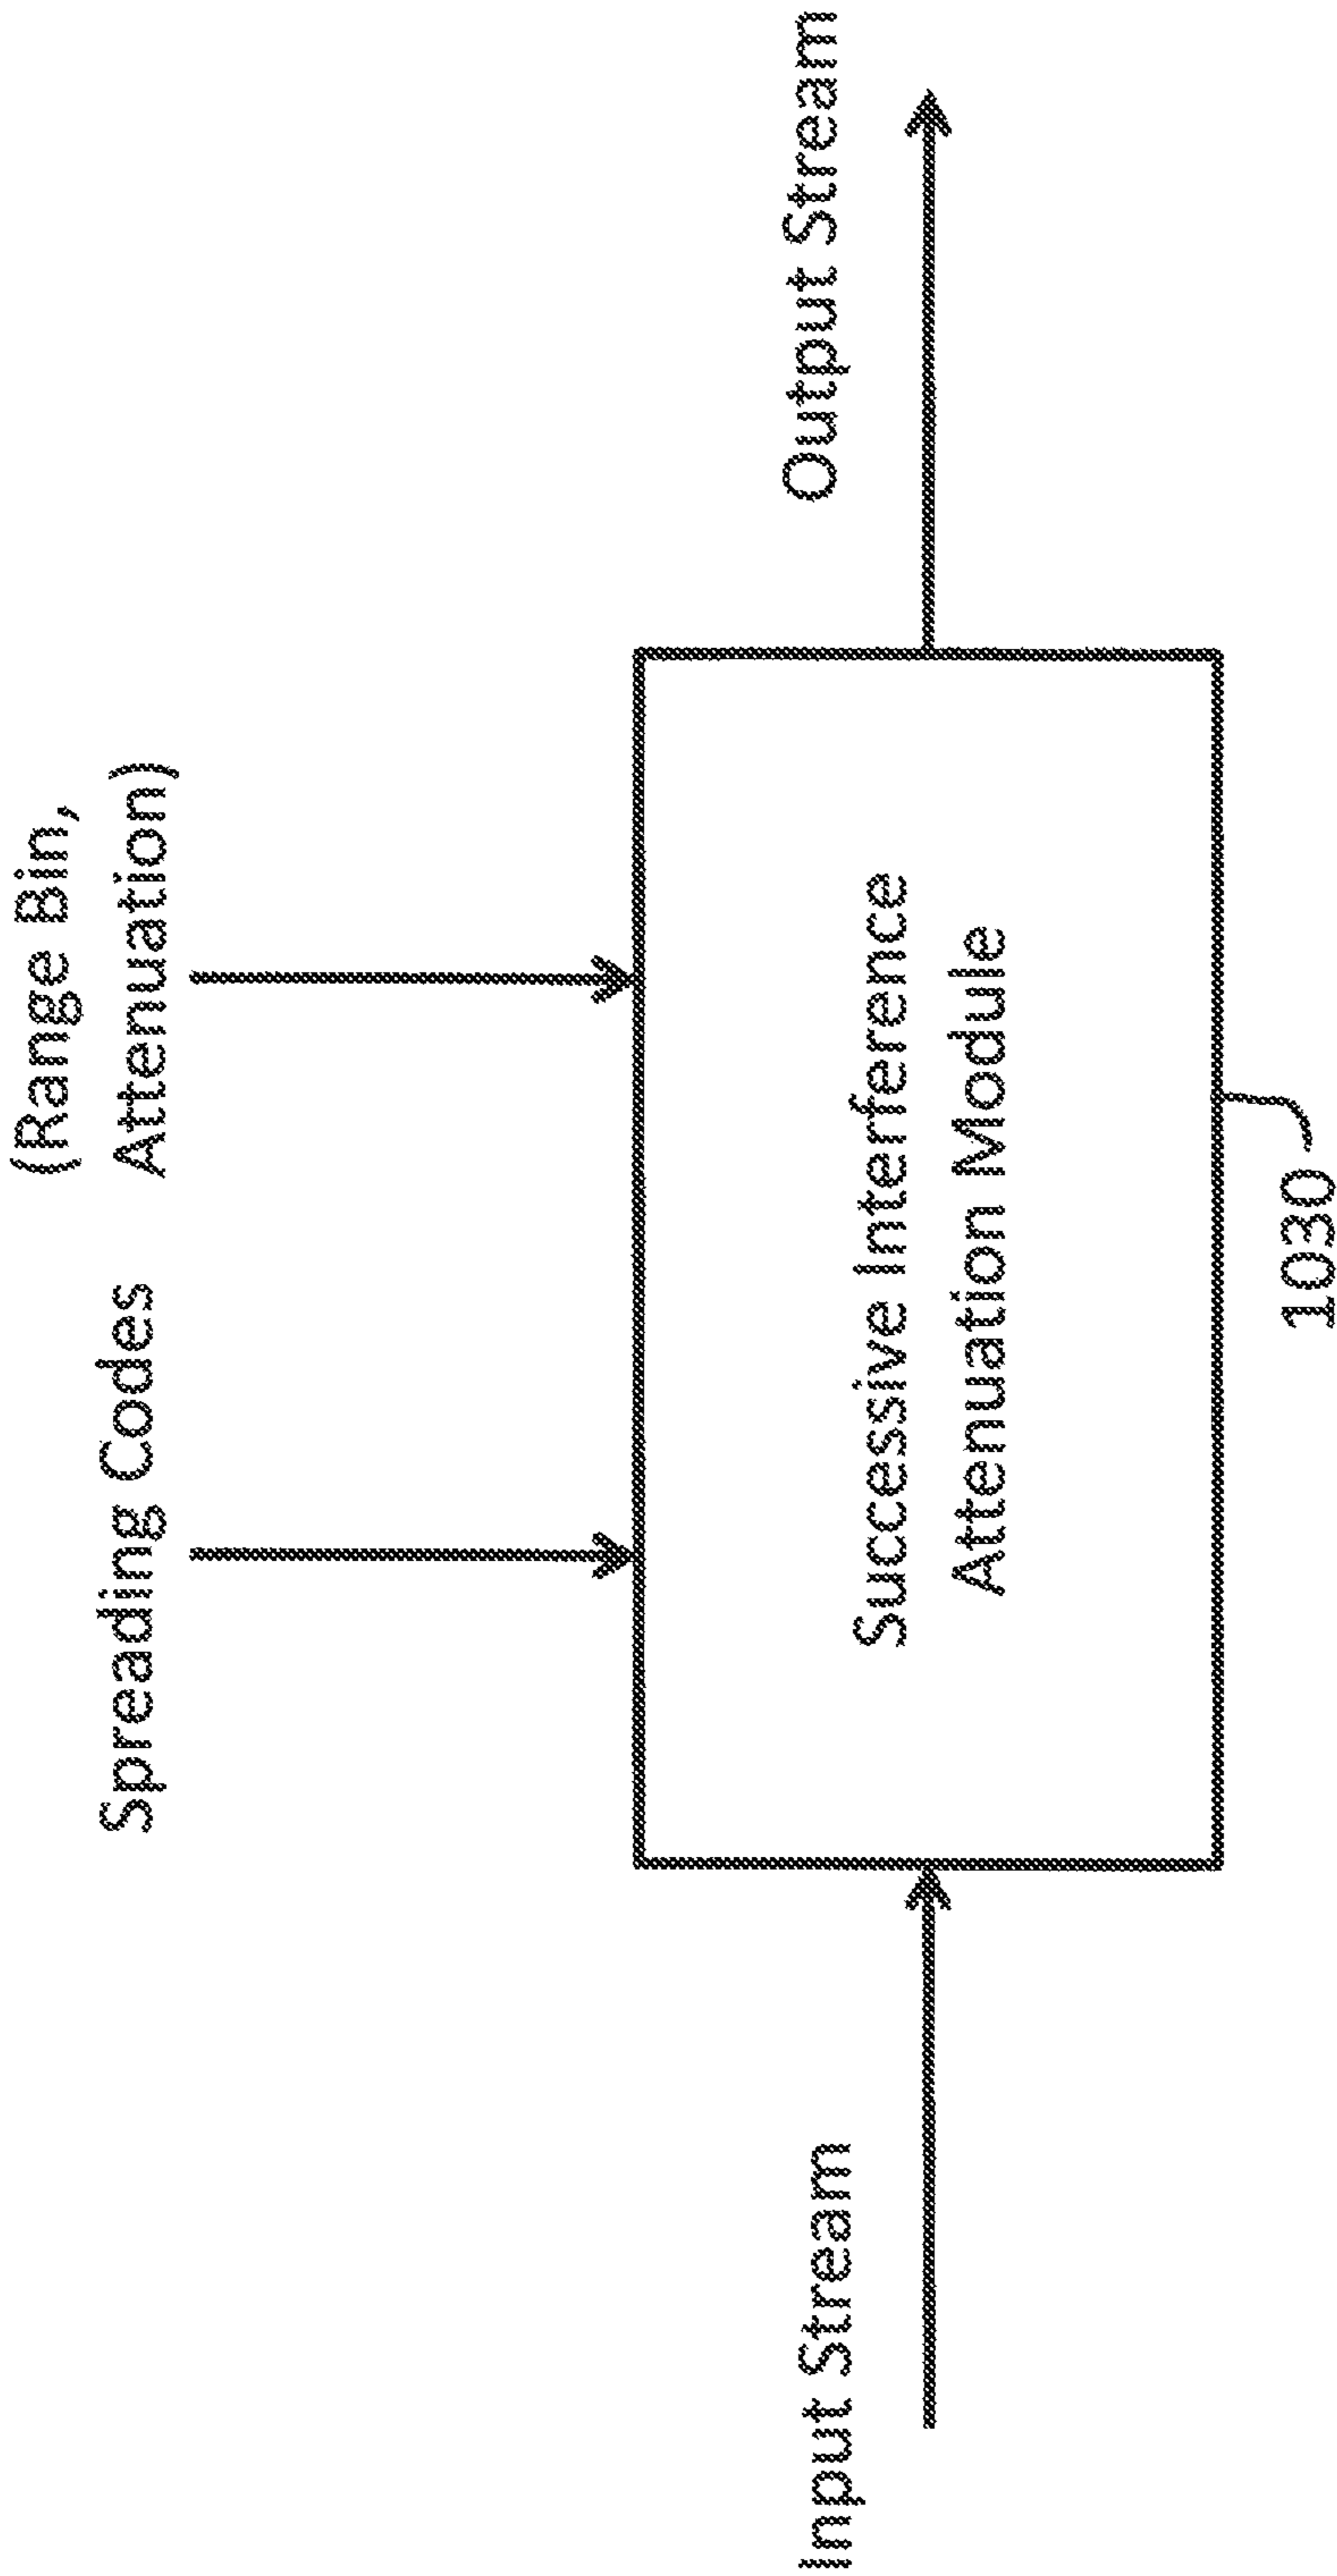 (Range Bin,
Attenuation)
Spreading Codes
Input Stream
Successive Interference
Attenuation Module
Output Stream
1030